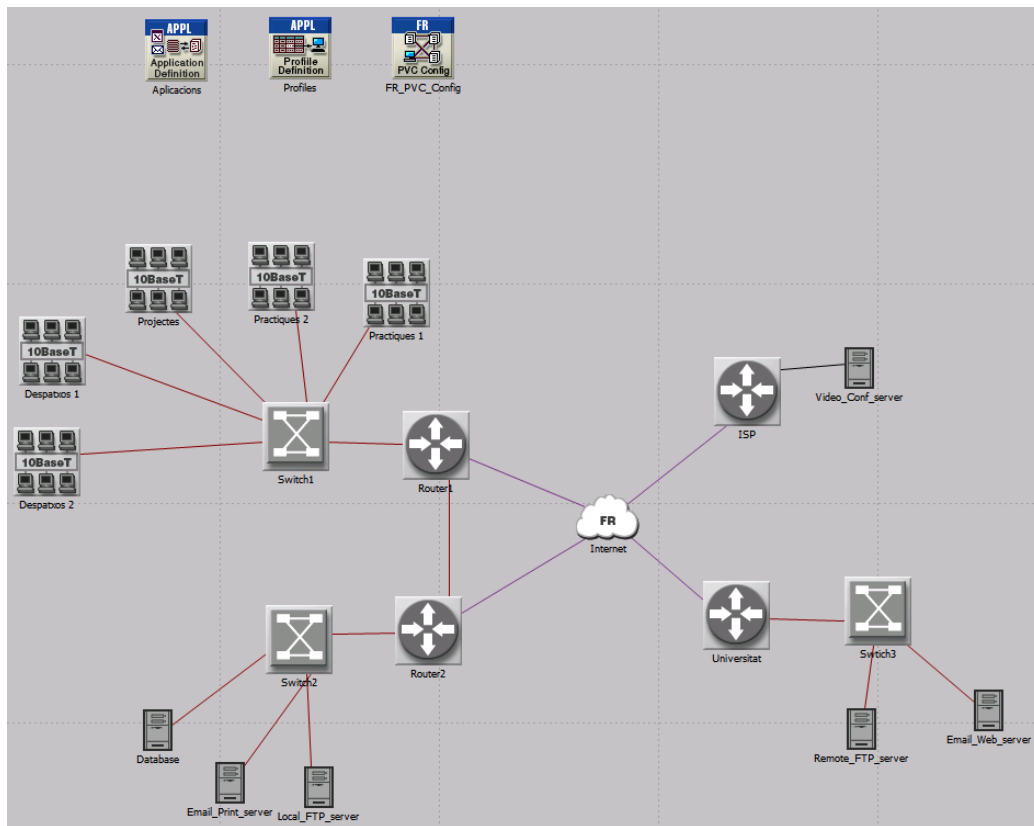 APPL
Application
Definition
Aplicacions
APPL
Profile
Definition
Profiles
FR
PVC Config
FR_PVC_Config
10BaseT
Projectes
10BaseT
Practiques 2
10BaseT
Practiques 1
10BaseT
Despatxos 1
10BaseT
Despatxos 2
Switch1
Router1
ISP
Video_Conf_server
FR
Internet
Switch2
Router2
Universitat
Swtich3
Database
Email_Print_server
Local_FTP_server
Remote_FTP_server
Email_Web_server